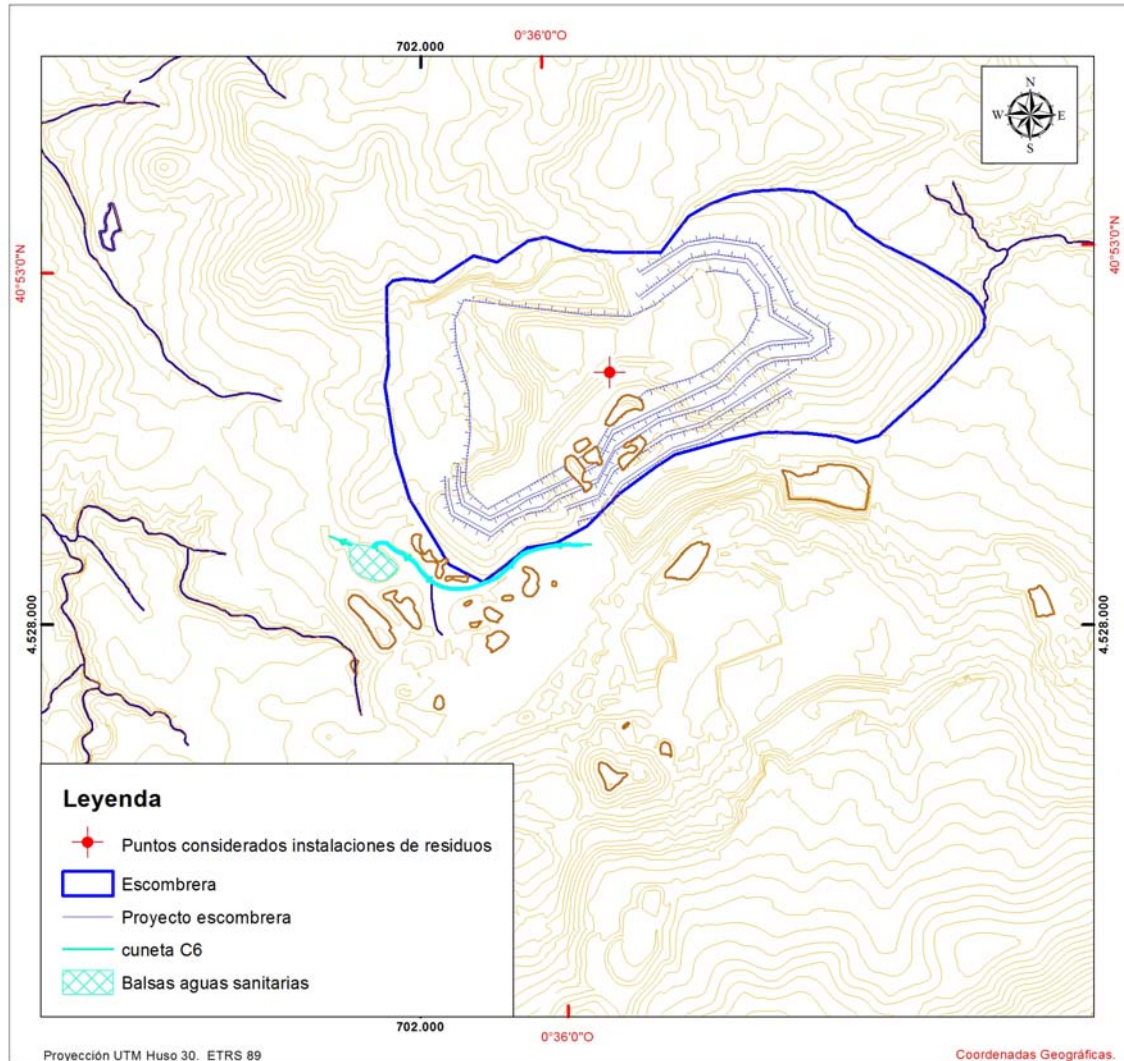 0°36'0"O
702.000
N
W E
S
40°53'0"N
40°53'0"N
4.528.000
4.528.000
Leyenda
Puntos considerados instalaciones de residuos
Escombrera
Proyecto escombrera
cuneta C6
Balsas aguas sanitarias
702.000
0°36'0"O
Proyección UTM Huso 30. ETRS 89
Coordenadas Geográficas.